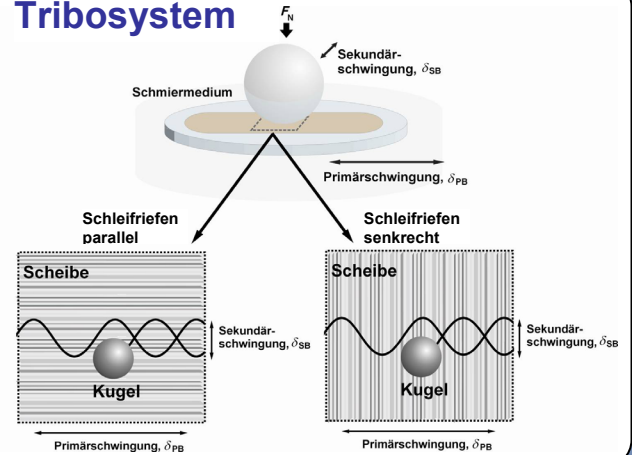 Tribosystem
F_N
Sekundär-
schwingung, δ_SB
Schmiermedium
Primärschwingung, δ_PB
Schleifriefen
parallel
Schleifriefen
senkrecht
Scheibe
Sekundär-
schwingung, δ_SB
Kugel
Primärschwingung, δ_PB
Scheibe
Sekundär-
schwingung, δ_SB
Kugel
Primärschwingung, δ_PB